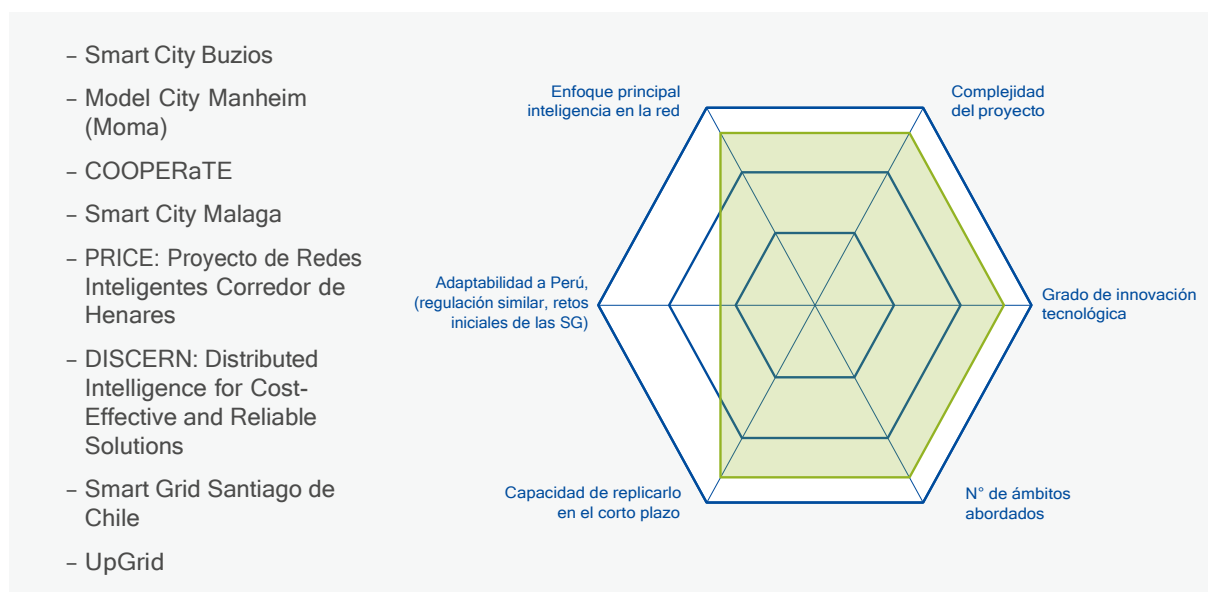 – Smart City Buzios
– Model City Manheim
(Moma)
– COOPERaTE
– Smart City Malaga
– PRICE: Proyecto de Redes
Inteligentes Corredor de
Henares
– DISCERN: Distributed
Intelligence for Cost-
Effective and Reliable
Solutions
– Smart Grid Santiago de
Chile
– UpGrid
Enfoque principal
inteligencia en la red
Complejidad
del proyecto
Adaptabilidad a Perú,
(regulación similar, retos
iniciales de las SG)
Grado de innovación
tecnológica
Capacidad de replicarlo
en el corto plazo
N° de ámbitos
abordados